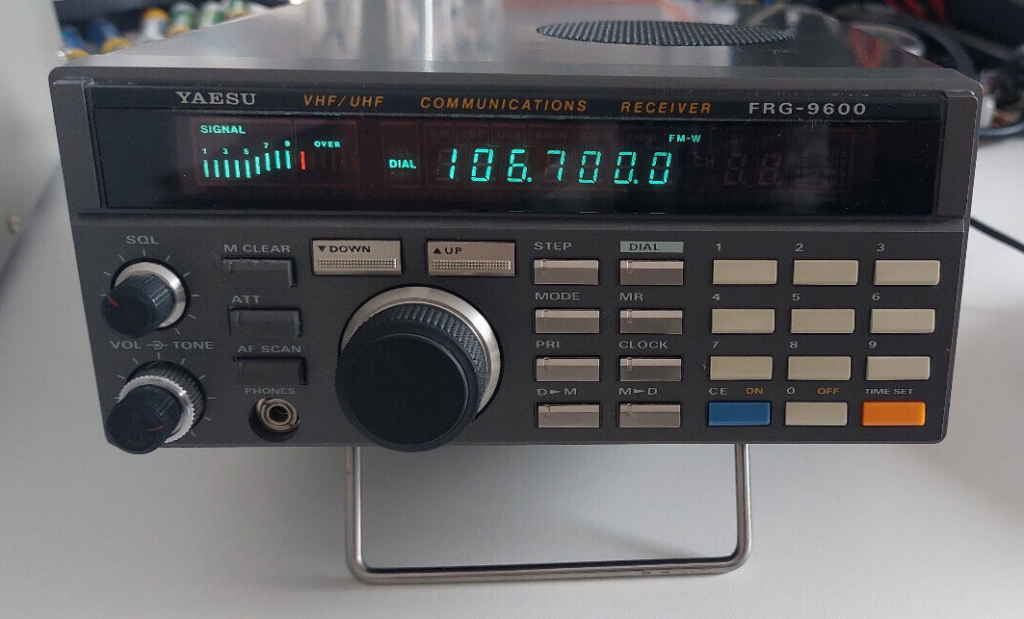 YAESU VHF/UHF COMMUNICATIONS RECEIVER FRG-9600
SIGNAL
1 3 5 7 9 OVER
DIAL 106.700.0 FM-W
SQL
M CLEAR
▼DOWN ▲UP
STEP DIAL 1 2 3
ATT
MODE MR 4 5 6
VOL TONE
AF SCAN
PRI CLOCK 7 8 9
PHONES
D►M M►D CE ON 0 OFF TIME SET